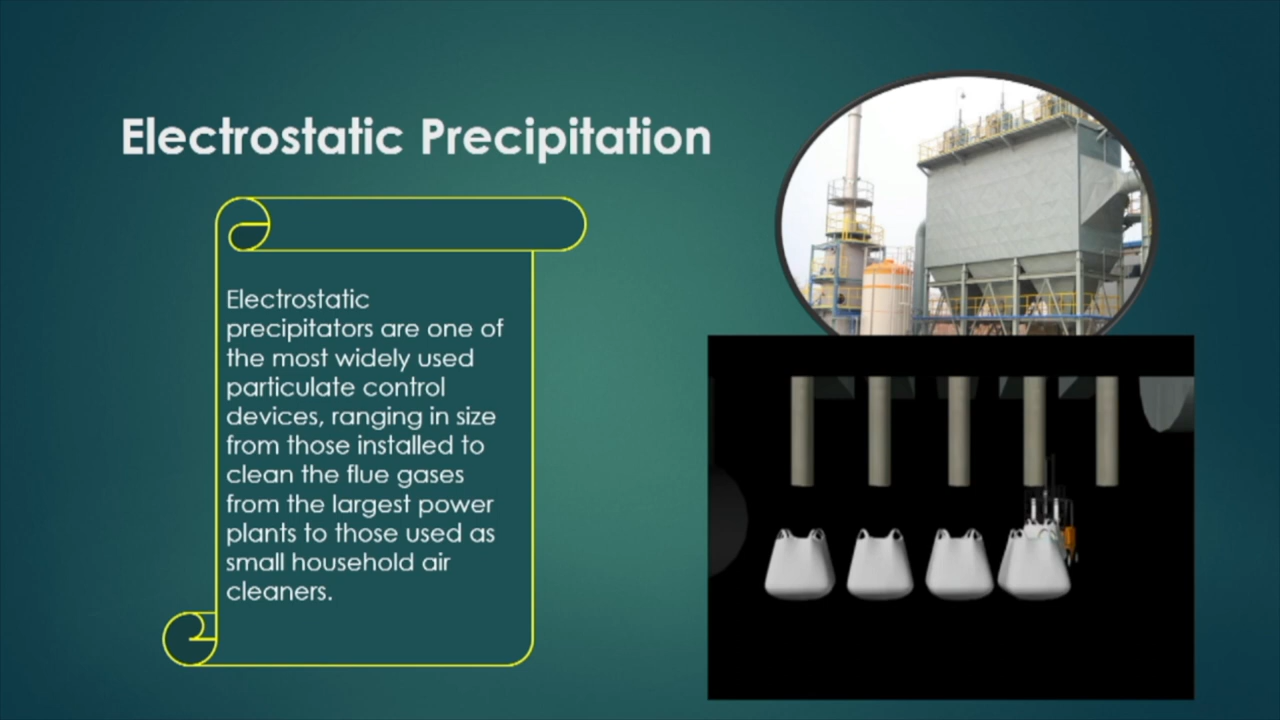 Electrostatic Precipitation
Electrostatic
precipitators are one of
the most widely used
particulate control
devices, ranging in size
from those installed to
clean the flue gases
from the largest power
plants to those used as
small household air
cleaners.